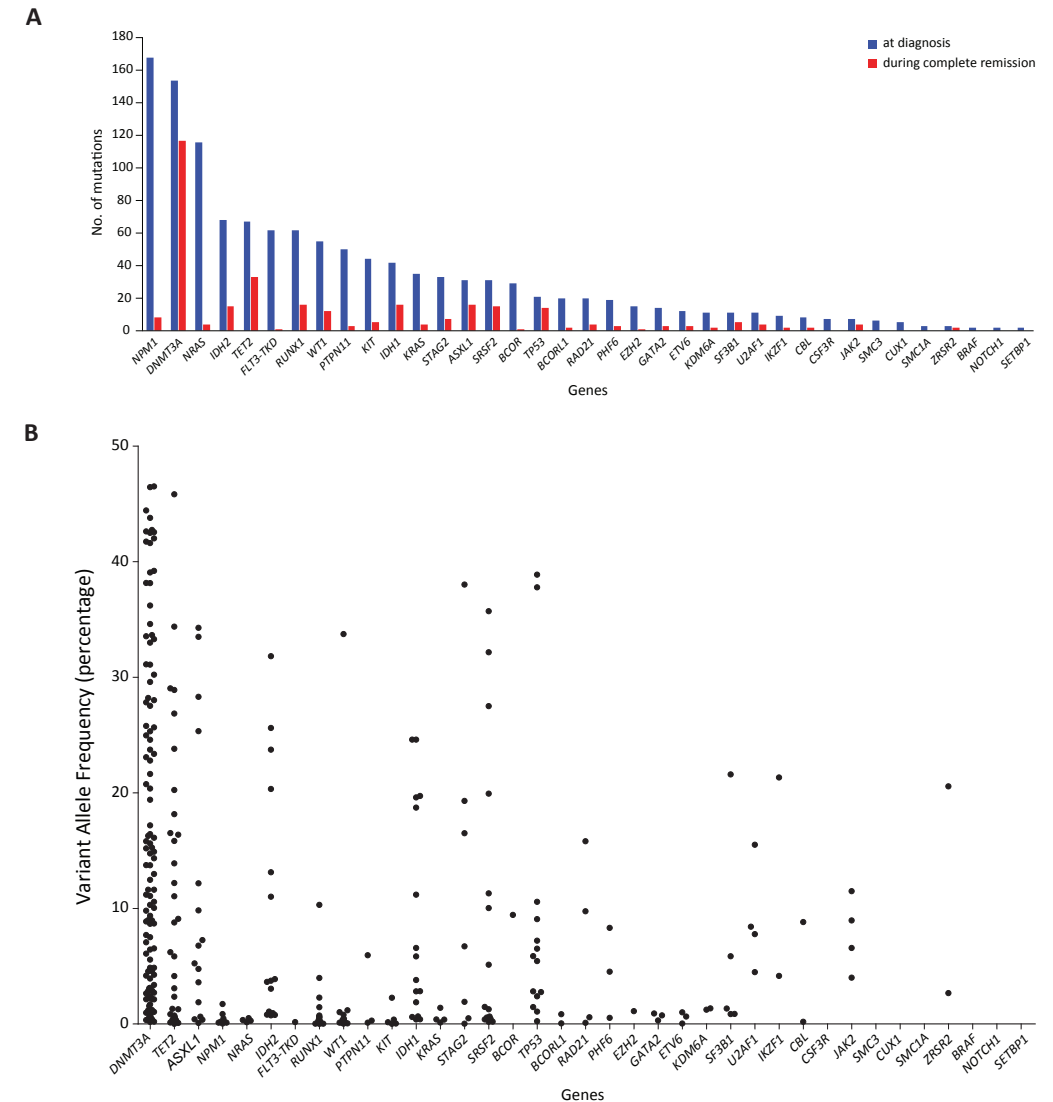 A
180
160
140
120
100
80
60
40
20
0
No. of mutations
at diagnosis
during complete remission
NPM1 DNMT3A NRAS IDH2 TET2 FLT3-TKD RUNX1 WT1 PTPN11 KIT IDH1 KRAS STAG2 ASXL1 SRSF2 BCOR TP53 BCORL1 RAD21 PHF6 EZH2 GATA2 ETV6 KDM6A SF3B1 U2AF1 IKZF1 CBL CSF3R JAK2 SMC3 CUX1 SMC1A ZRSR2 BRAF NOTCH1 SETBP1
Genes
B
50
40
30
20
10
0
Variant Allele Frequency (percentage)
DNMT3A TET2 ASXL1 NPM1 NRAS IDH2 FLT3-TKD RUNX1 WT1 PTPN11 KIT IDH1 KRAS STAG2 SRSF2 BCOR TP53 BCORL1 RAD21 PHF6 EZH2 GATA2 ETV6 KDM6A SF3B1 U2AF1 IKZF1 CBL CSF3R JAK2 SMC3 CUX1 SMC1A ZRSR2 BRAF NOTCH1 SETBP1
Genes